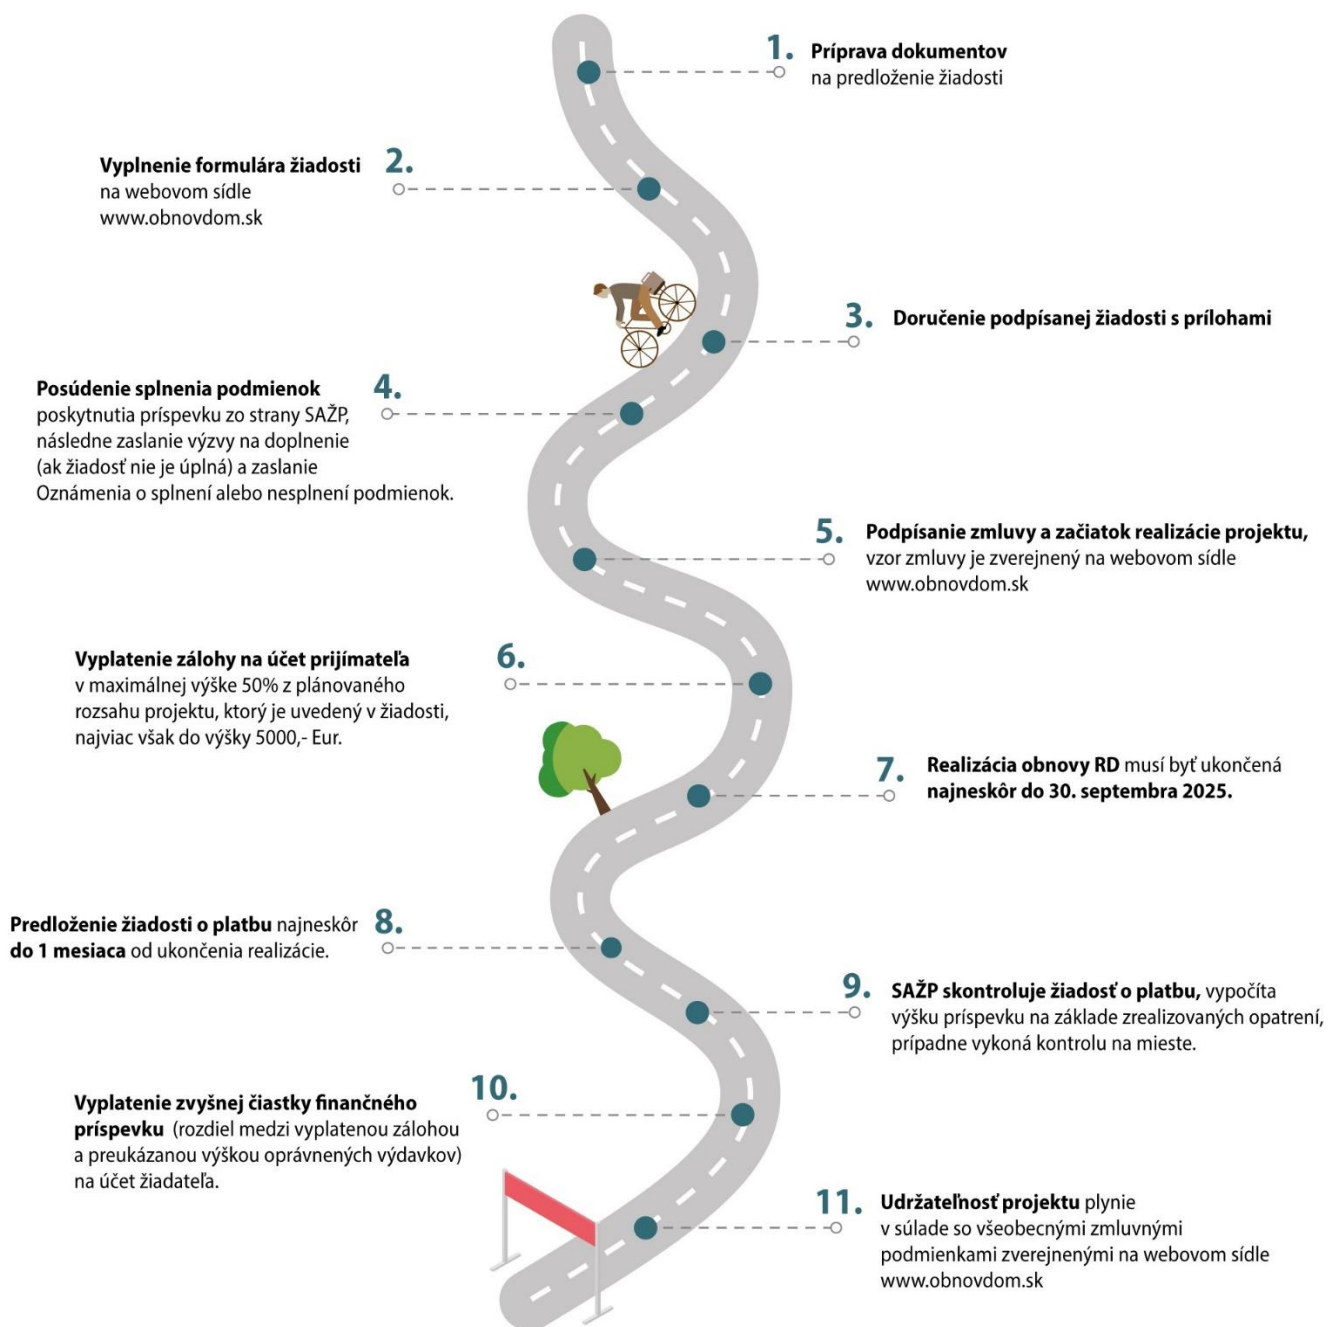 1. Príprava dokumentov
na predloženie žiadosti
2. Vyplnenie formulára žiadosti
na webovom sídle
www.obnovdom.sk
3. Doručenie podpísanej žiadosti s prílohami
4. Posúdenie splnenia podmienok
poskytnutia príspevku zo strany SAŽP,
následne zaslanie výzvy na doplnenie
(ak žiadosť nie je úplná) a zaslanie
Oznámenia o splnení alebo nesplnení podmienok.
5. Podpísanie zmluvy a začiatok realizácie projektu,
vzor zmluvy je zverejnený na webovom sídle
www.obnovdom.sk
6. Vyplatenie zálohy na účet prijímateľa
v maximálnej výške 50% z plánovaného
rozsahu projektu, ktorý je uvedený v žiadosti,
najviac však do výšky 5000,- Eur.
7. Realizácia obnovy RD musí byť ukončená
najneskôr do 30. septembra 2025.
8. Predloženie žiadosti o platbu najneskôr
do 1 mesiaca od ukončenia realizácie.
9. SAŽP skontroluje žiadosť o platbu, vypočíta
výšku príspevku na základe zrealizovaných opatrení,
prípadne vykoná kontrolu na mieste.
10. Vyplatenie zvyšnej čiastky finančného
príspevku (rozdiel medzi vyplatenou zálohou
a preukázanou výškou oprávnených výdavkov)
na účet žiadateľa.
11. Udržateľnosť projektu plynie
v súlade so všeobecnými zmluvnými
podmienkami zverejnenými na webovom sídle
www.obnovdom.sk